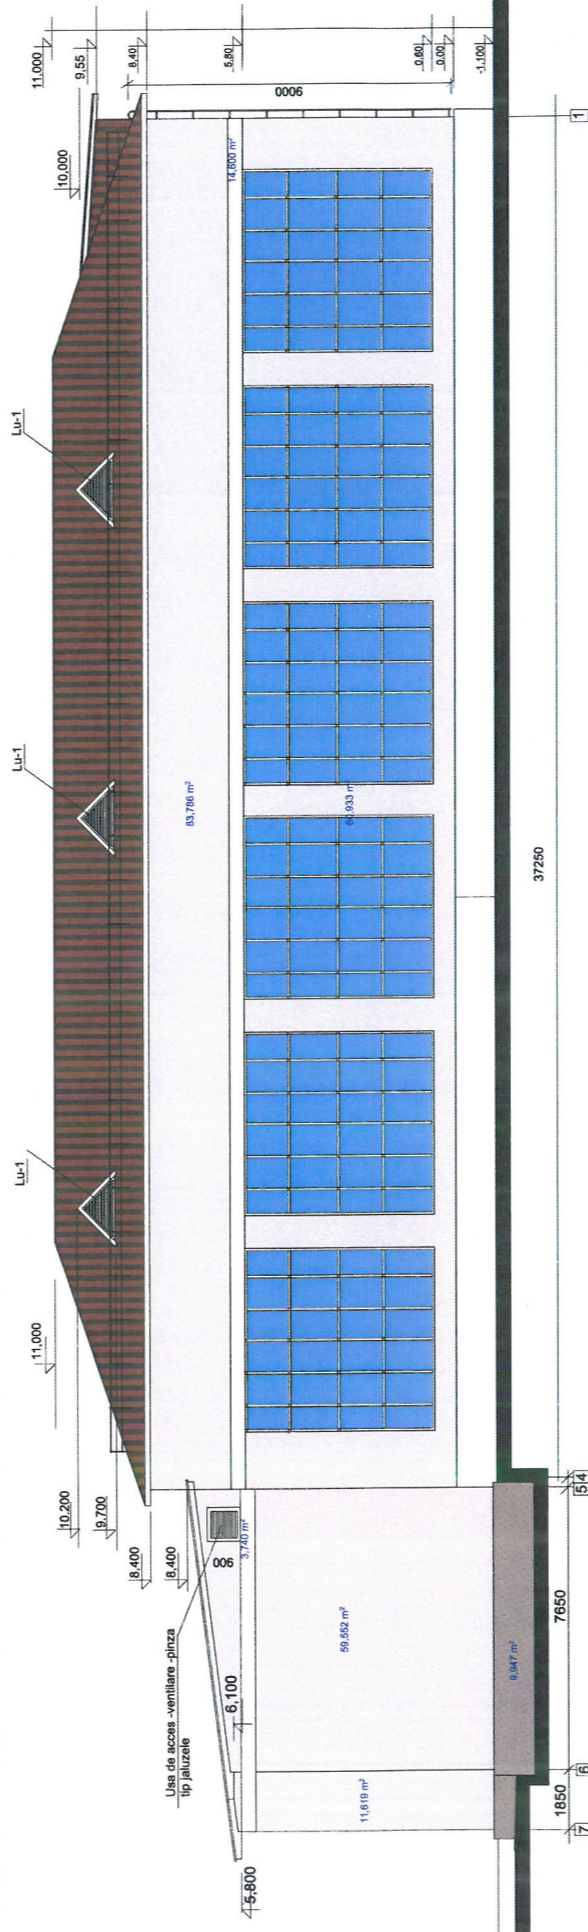 11,000
9,55
8,40
5,80
0,60
0,00
-1,100
10,000
9000
14,600 m²
1
Lu-1
Lu-1
Lu-1
83,786 m²
60,933 m²
37250
11,000
10,200
9,700
8,400
8,400
Usa de acces -ventilare -pinza
tip jaluzele
900
3,740 m²
6,100
59,552 m²
11,619 m²
9,947 m²
5,800
5
4
7650
6
1850
7